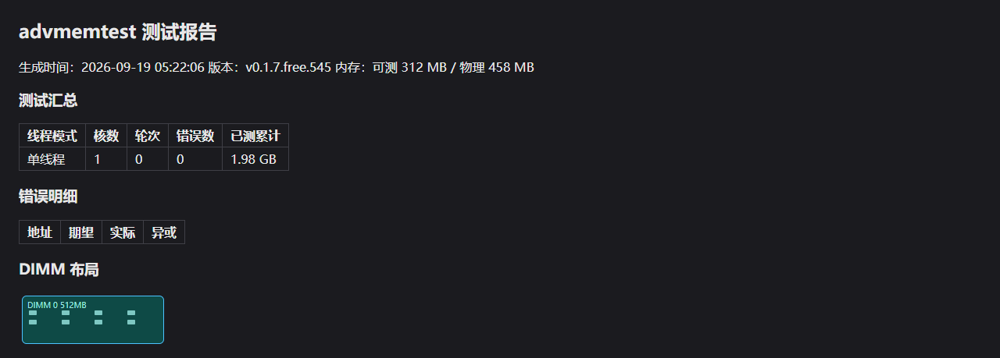 advmemtest 测试报告
生成时间：2026-09-19 05:22:06 版本：v0.1.7.free.545 内存：可测 312 MB / 物理 458 MB
测试汇总
线程模式 核数 轮次 错误数 已测累计
单线程 1 0 0 1.98 GB
错误明细
地址 期望 实际 异或
DIMM 布局
DIMM 0 512MB